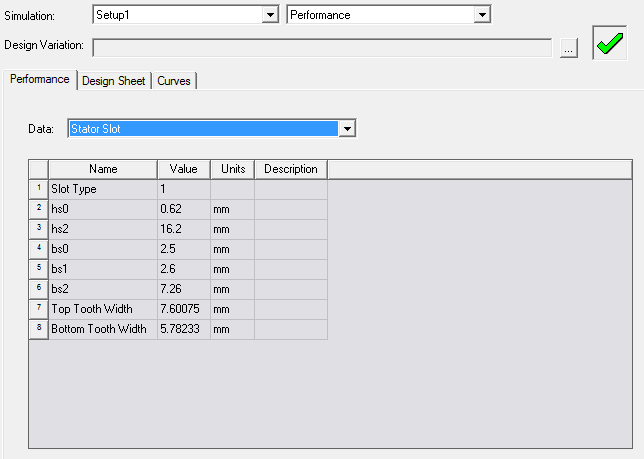 Simulation: Setup1 Performance
Design Variation: ...
Performance Design Sheet Curves
Data: Stator Slot
Name Value Units Description
1 Slot Type 1
2 hs0 0.62 mm
3 hs2 16.2 mm
4 bs0 2.5 mm
5 bs1 2.6 mm
6 bs2 7.26 mm
7 Top Tooth Width 7.60075 mm
8 Bottom Tooth Width 5.78233 mm